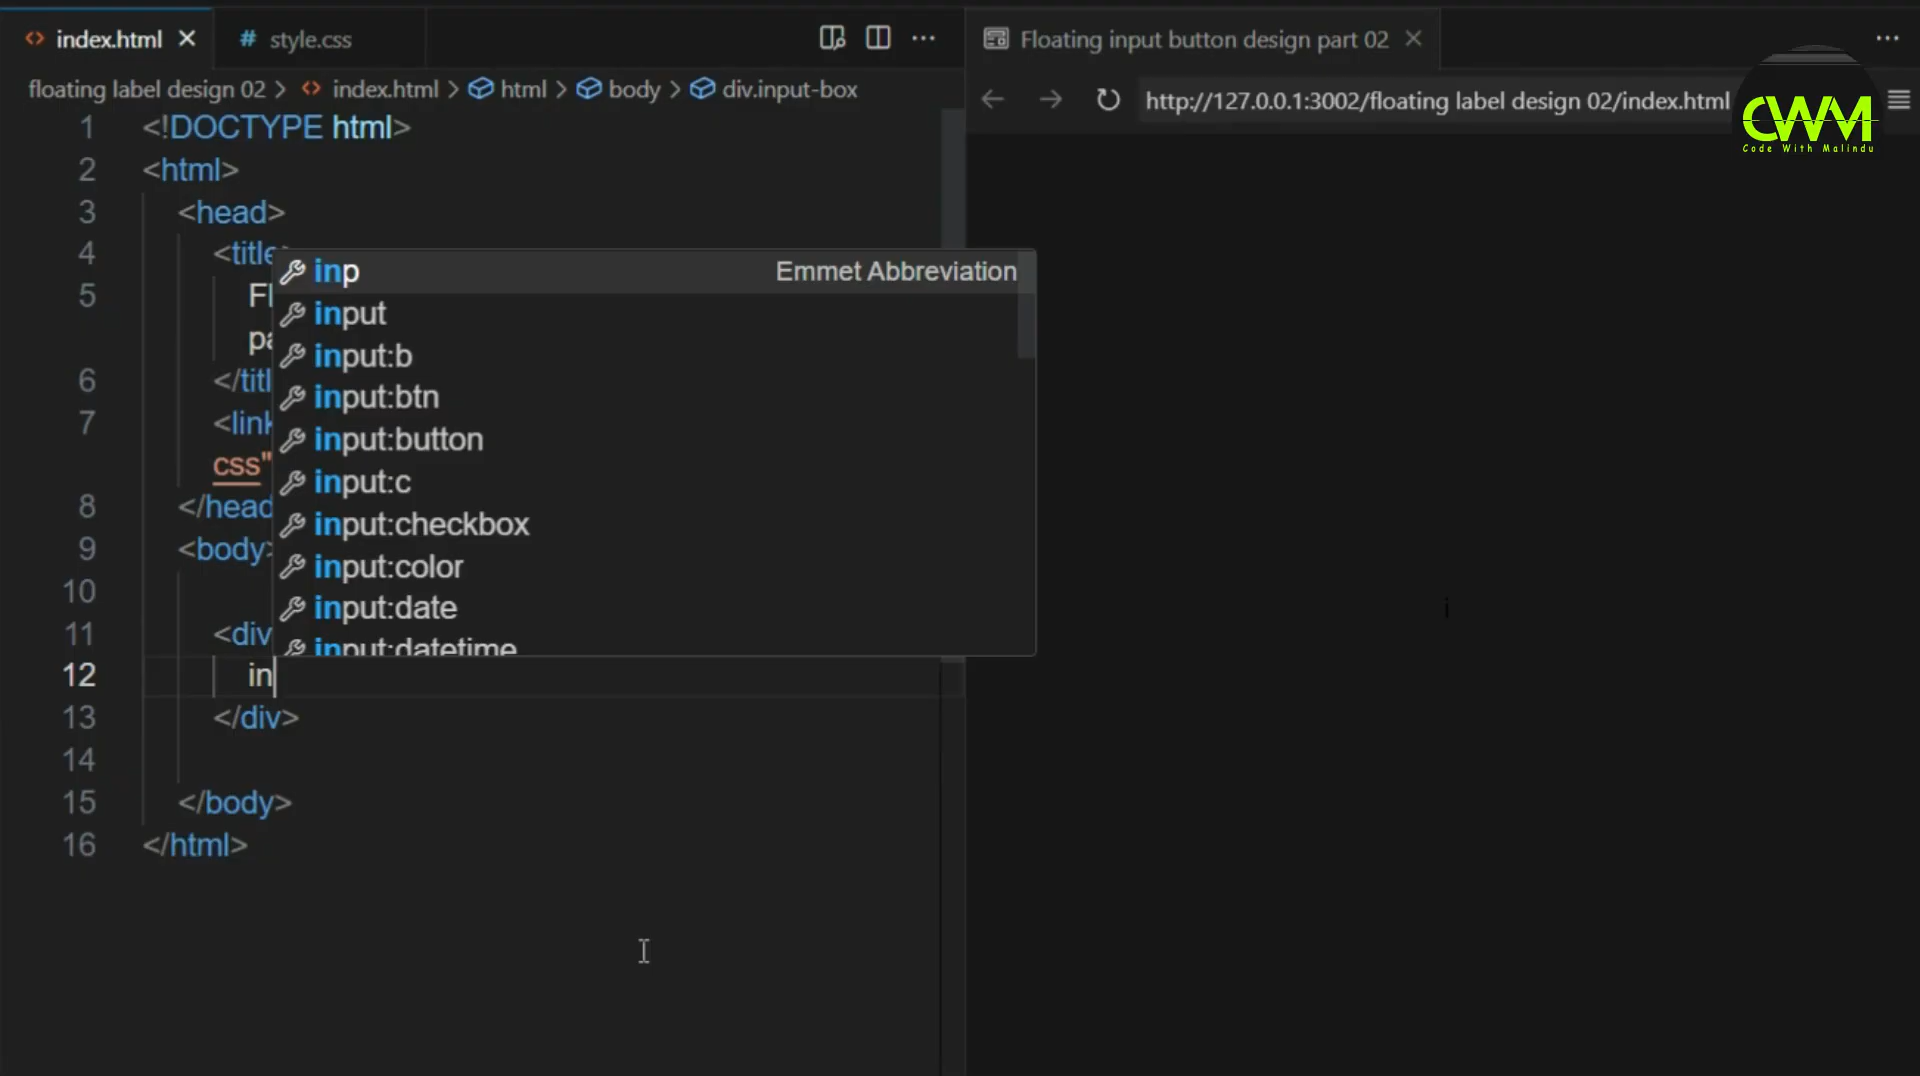 index.html
style.css
floating label design 02 > index.html > html > body > div.input-box
1 <!DOCTYPE html>
2 <html>
3 <head>
4 <title>
5 Fl
pa
6 </titl
7 <link
css"
8 </head
9 <body>
10
11 <div
12 in
13 </div>
14
15 </body>
16 </html>
inp Emmet Abbreviation
input
input:b
input:btn
input:button
input:c
input:checkbox
input:color
input:date
input:datetime
Floating input button design part 02
http://127.0.0.1:3002/floating label design 02/index.html
CWM
Code With Malindu
i